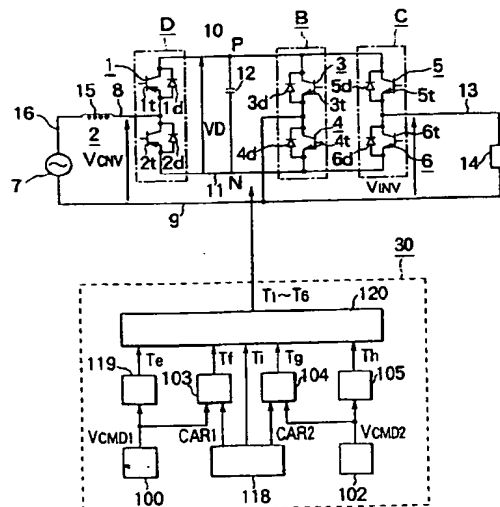 D 10 B C
P
1 12 3 5
15 8 1t 1d 3d 3t 5d 5t 13
16
2 VD 4 6t
VCNV 2t 2d 4d 4t 6d 6 14
7 11 N VINV
9
30
T1~T6 120
Te Tf Ti Tg Th
119 103 104 105
VCMD1 CAR1 CAR2 VCMD2
100 118 102